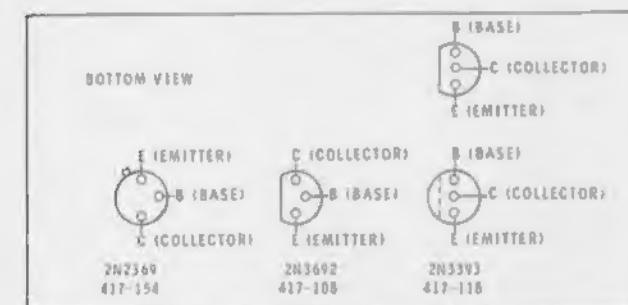 B (BASE)
C (COLLECTOR)
E (EMITTER)
BOTTOM VIEW
E (EMITTER)
B (BASE)
C (COLLECTOR)
2N2369
417-154
C (COLLECTOR)
B (BASE)
E (EMITTER)
2N3692
417-108
B (BASE)
C (COLLECTOR)
E (EMITTER)
2N3393
417-118